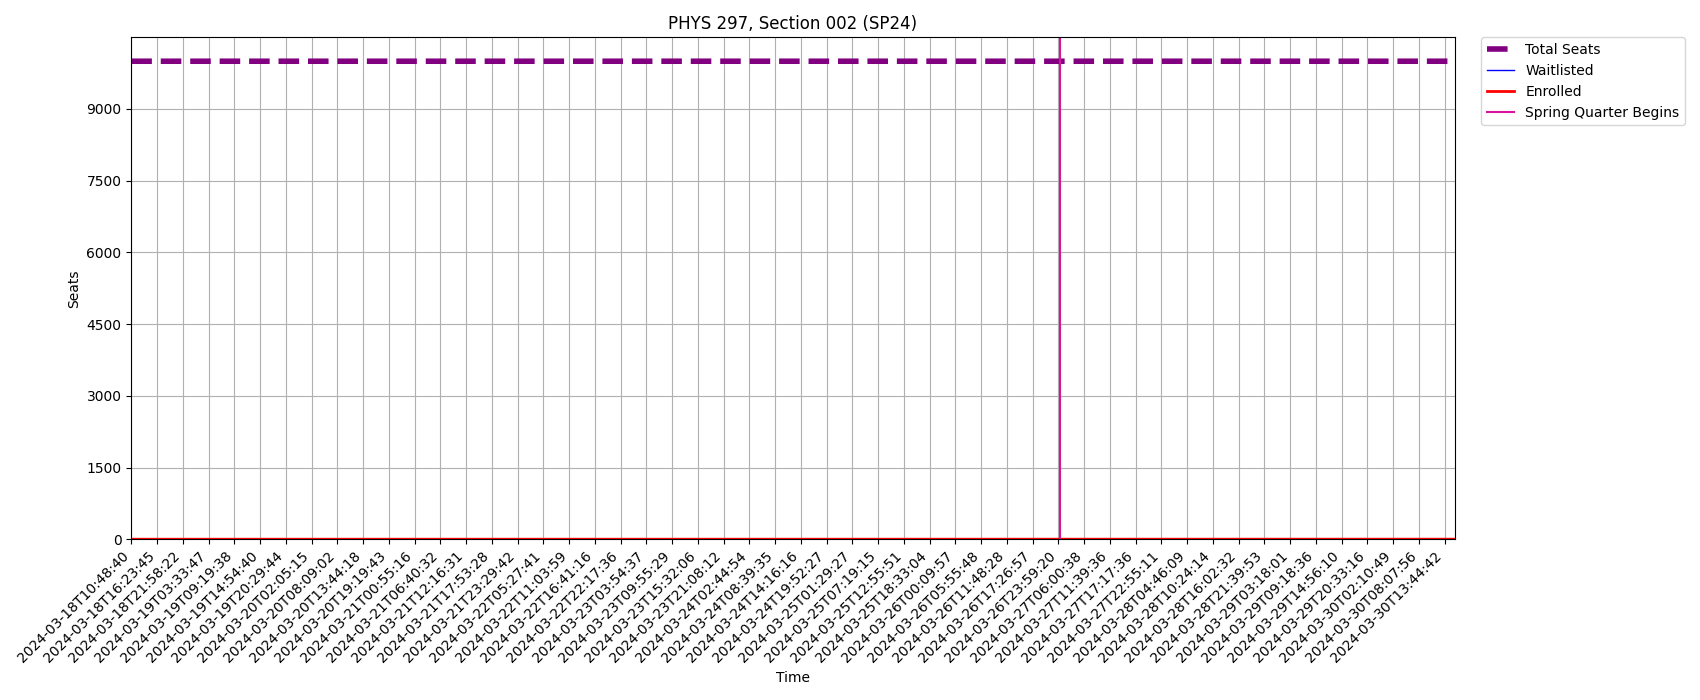 PHYS 297, Section 002 (SP24)
Total Seats
Waitlisted
Enrolled
Spring Quarter Begins
Seats
9000
7500
6000
4500
3000
1500
0
2024-03-18T10:48:40
2024-03-18T16:23:45
2024-03-18T21:58:22
2024-03-19T03:33:47
2024-03-19T09:19:38
2024-03-19T14:54:40
2024-03-19T20:29:44
2024-03-20T02:05:15
2024-03-20T08:09:02
2024-03-20T13:44:18
2024-03-20T19:19:43
2024-03-21T00:55:16
2024-03-21T06:40:32
2024-03-21T12:16:31
2024-03-21T17:53:28
2024-03-21T23:29:42
2024-03-22T05:27:41
2024-03-22T11:03:59
2024-03-22T16:41:16
2024-03-22T22:17:36
2024-03-23T03:54:37
2024-03-23T09:55:29
2024-03-23T15:32:06
2024-03-23T21:08:12
2024-03-24T02:44:54
2024-03-24T08:39:35
2024-03-24T14:16:16
2024-03-24T19:52:27
2024-03-25T01:29:27
2024-03-25T07:19:15
2024-03-25T12:55:51
2024-03-25T18:33:04
2024-03-26T00:09:57
2024-03-26T05:55:48
2024-03-26T11:48:28
2024-03-26T17:26:57
2024-03-26T23:59:20
2024-03-27T06:00:38
2024-03-27T11:39:36
2024-03-27T17:17:36
2024-03-27T22:55:11
2024-03-28T04:46:09
2024-03-28T10:24:14
2024-03-28T16:02:32
2024-03-28T21:39:53
2024-03-29T03:18:01
2024-03-29T09:18:36
2024-03-29T14:56:10
2024-03-29T20:33:16
2024-03-30T02:10:49
2024-03-30T08:07:56
2024-03-30T13:44:42
Time